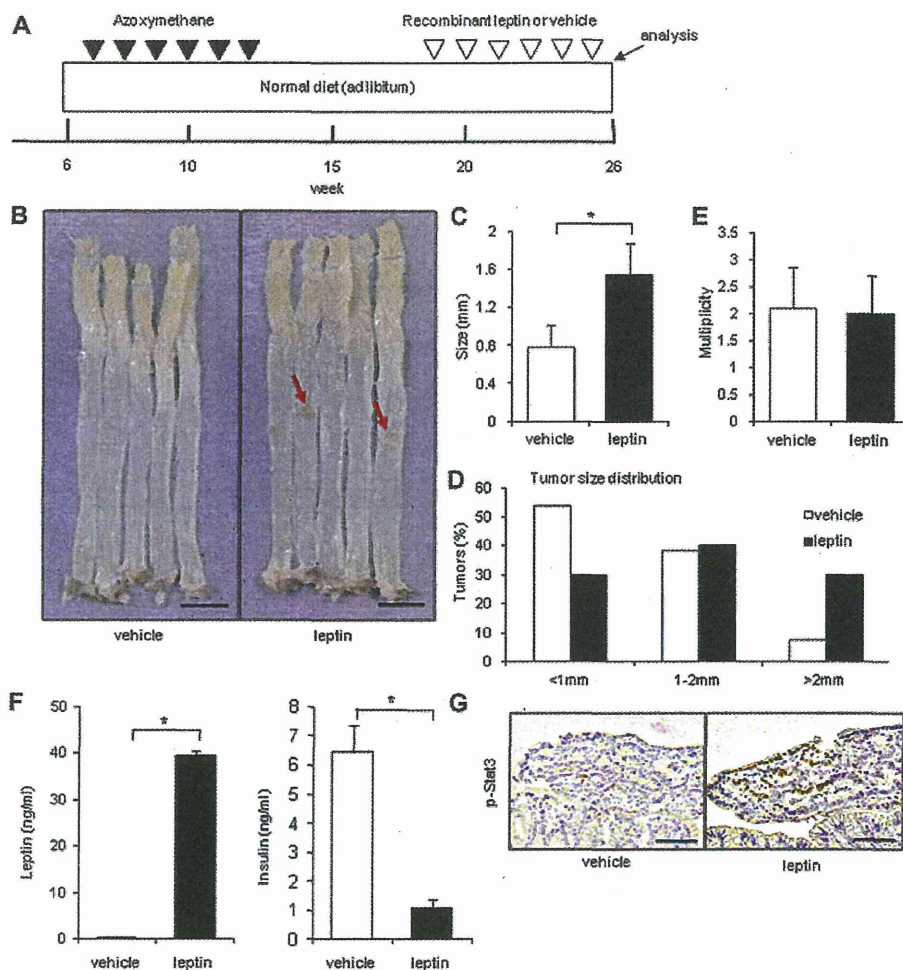 A
Azoxymethane
Recombinant leptin or vehicle
analysis
Normal diet (ad libitum)
6 10 15 20 26
week
B
vehicle
leptin
C
*
2
1.6
1.2
0.8
0.4
0
Size (mm)
vehicle leptin
E
3.5
3
2.5
2
1.5
1
0.5
0
Multiplicity
vehicle leptin
D
Tumor size distribution
60
50
40
30
20
10
0
Tumors (%)
vehicle
leptin
<1mm 1-2mm >2mm
F
*
50
40
30
20
10
0
Leptin (ng/ml)
vehicle leptin
*
8
7
6
5
4
3
2
1
0
Insulin (ng/ml)
vehicle leptin
G
p-Stat3
vehicle
leptin